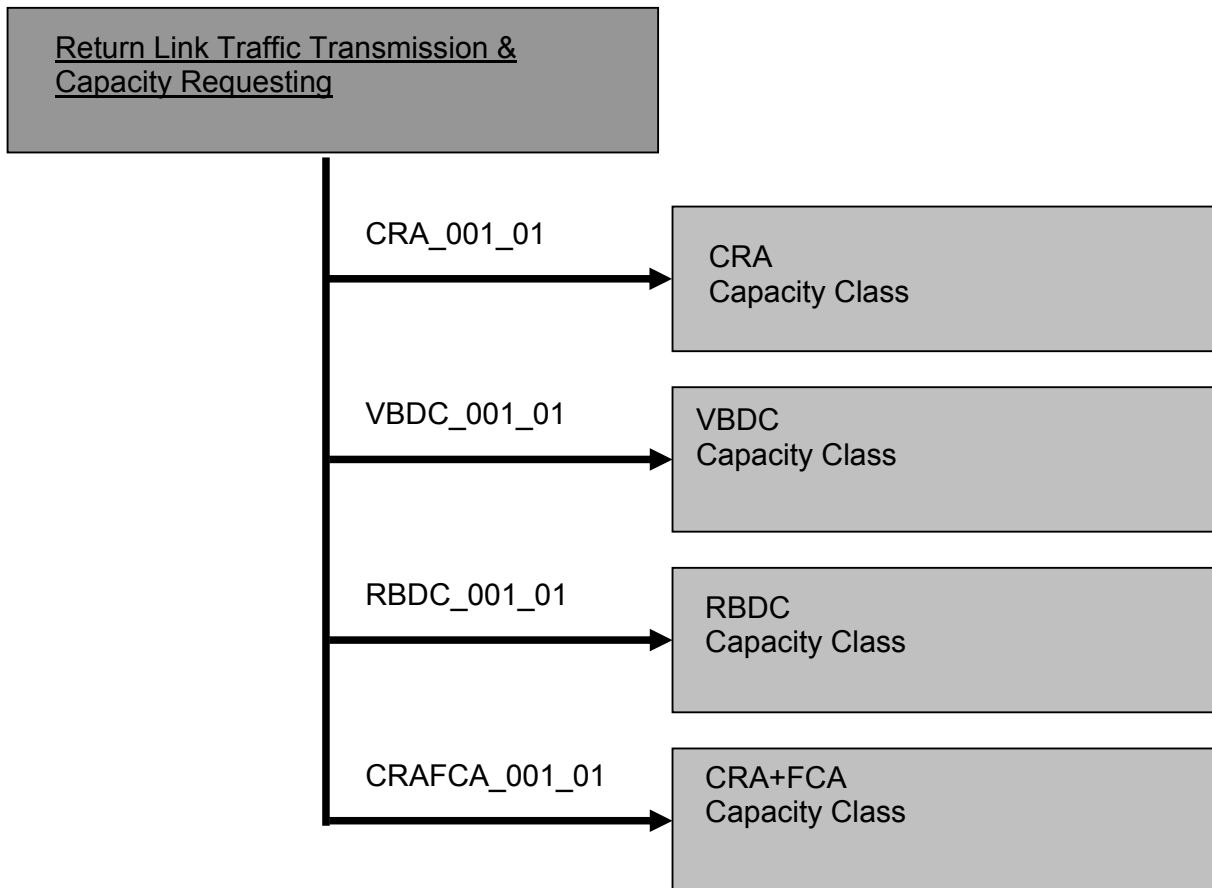 Return Link Traffic Transmission &
Capacity Requesting
CRA_001_01
CRA
Capacity Class
VBDC_001_01
VBDC
Capacity Class
RBDC_001_01
RBDC
Capacity Class
CRAFCA_001_01
CRA+FCA
Capacity Class